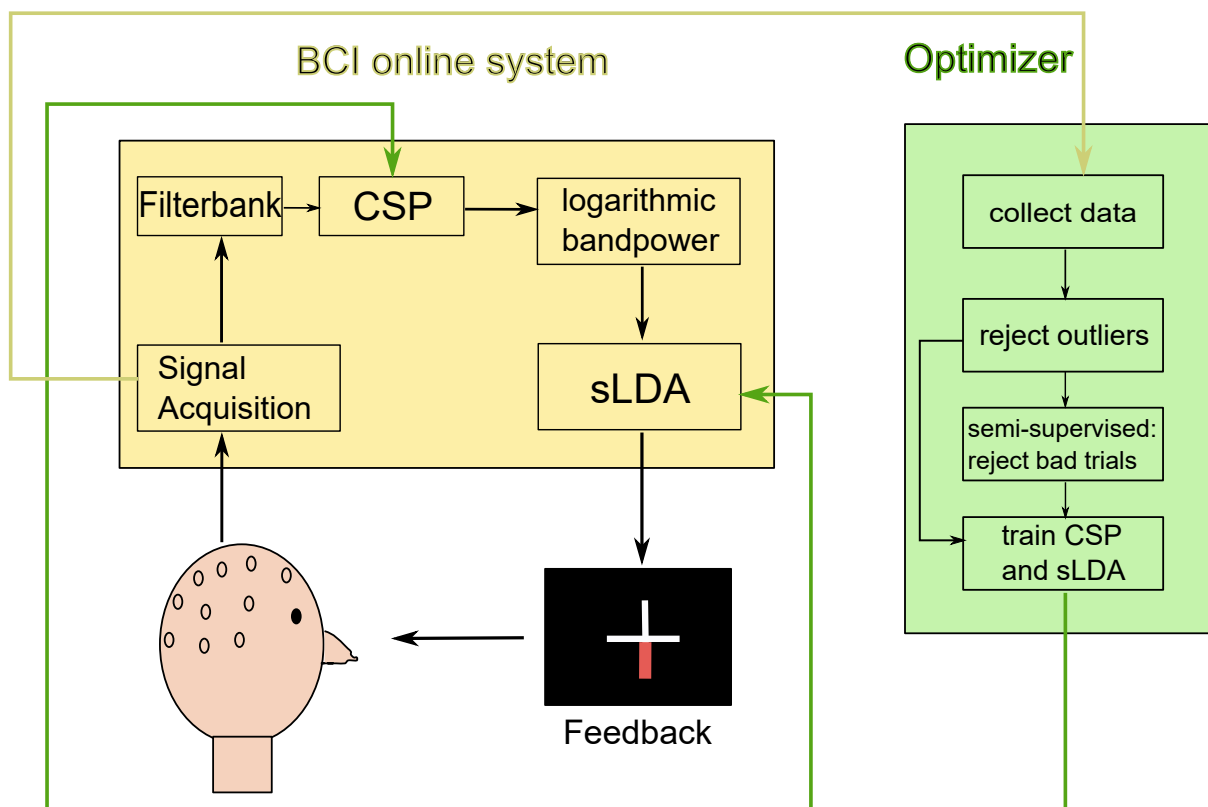 BCI online system
Filterbank
CSP
logarithmic
bandpower
Signal
Acquisition
sLDA
Feedback
Optimizer
collect data
reject outliers
semi-supervised:
reject bad trials
train CSP
and sLDA